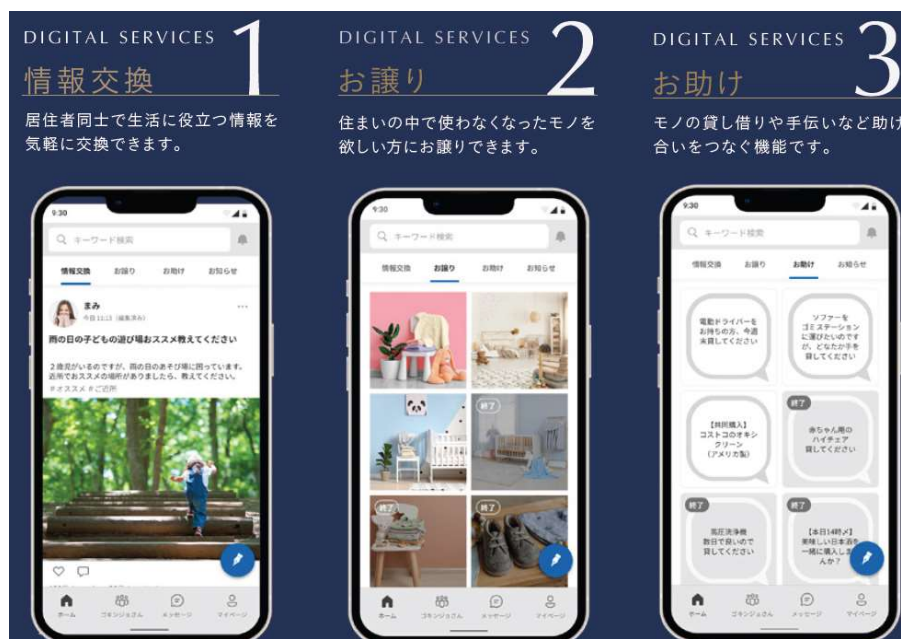 DIGITAL SERVICES 1
情報交換
居住者同士で生活に役立つ情報を
気軽に交換できます。
9:30
キーワード検索
情報交換 お譲り お助け お知らせ
まみ
今日 11:13（編集済み）
雨の日の子どもの遊び場おススメ教えてください
２歳児がいるのですが、雨の日のあそび場に困っています。
近所でおススメの場所がありましたら、教えてください。
#オススメ #ご近所
ホーム ゴキンジョさん メッセージ マイページ
DIGITAL SERVICES 2
お譲り
住まいの中で使わなくなったモノを
欲しい方にお譲りできます。
9:30
キーワード検索
情報交換 お譲り お助け お知らせ
終了
終了
終了
ホーム ゴキンジョさん メッセージ マイページ
DIGITAL SERVICES 3
お助け
モノの貸し借りや手伝いなど助け
合いをつなぐ機能です。
9:30
キーワード検索
情報交換 お譲り お助け お知らせ
電動ドライバーを
お持ちの方、今週
末貸してください
ソファーを
ゴミステーション
に運びたいのです
が、どなたか手を
貸してください
【共同購入】
コストコのオキシ
クリーン
（アメリカ製）
終了
赤ちゃん用の
ハイチェア
貸してください
終了
高圧洗浄機
数日で良いので
貸してください
終了
【本日14時〆】
美味しい日本酒を
一緒に購入しま
んか？
ホーム ゴキンジョさん メッセージ マイページ